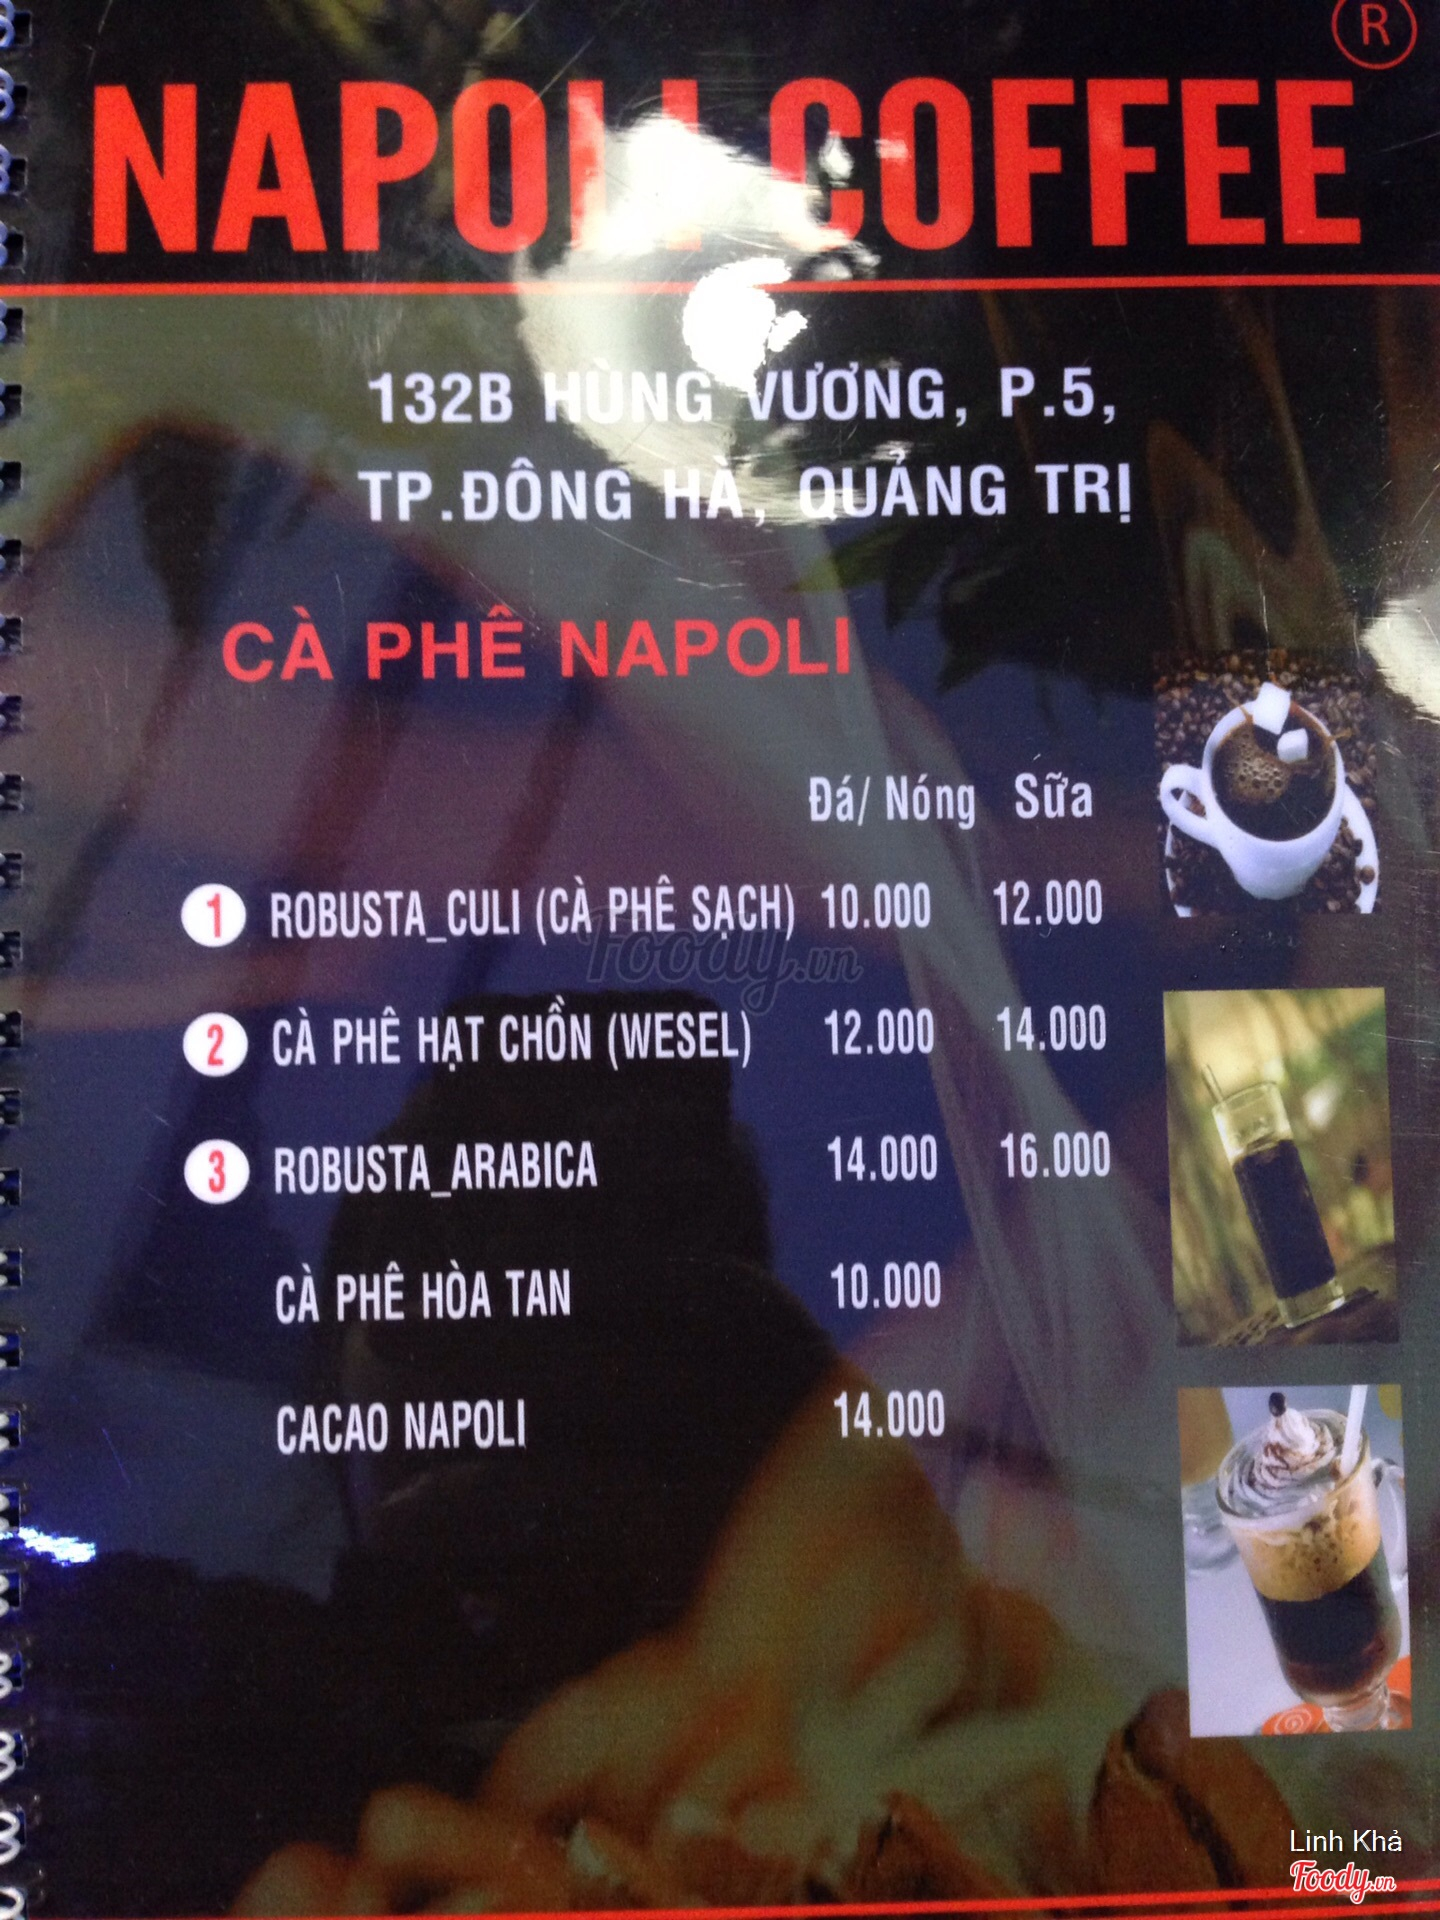 R
NAPOLI COFFEE
132B HÙNG VƯƠNG, P.5,
TP.ĐÔNG HÀ, QUẢNG TRỊ
CÀ PHÊ NAPOLI
Đá/ Nóng Sữa
1 ROBUSTA_CULI (CÀ PHÊ SẠCH) 10.000 12.000
Foody.vn
2 CÀ PHÊ HẠT CHỒN (WESEL) 12.000 14.000
3 ROBUSTA_ARABICA 14.000 16.000
CÀ PHÊ HÒA TAN 10.000
CACAO NAPOLI 14.000
Linh Khả
Foody.vn